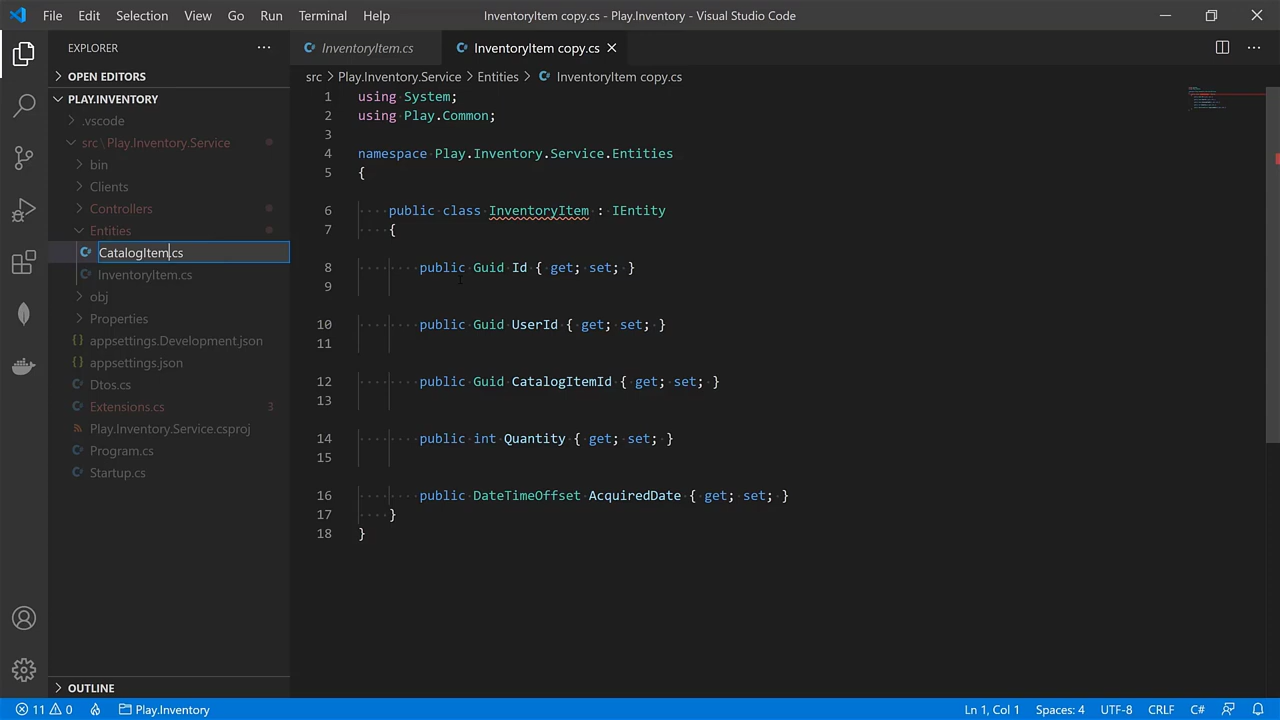 File Edit Selection View Go Run Terminal Help InventoryItem copy.cs - Play.Inventory - Visual Studio Code
EXPLORER
OPEN EDITORS
PLAY.INVENTORY
.vscode
src\Play.Inventory.Service
bin
Clients
Controllers
Entities
CatalogItem.cs
InventoryItem.cs
obj
Properties
appsettings.Development.json
appsettings.json
Dtos.cs
Extensions.cs 3
Play.Inventory.Service.csproj
Program.cs
Startup.cs
OUTLINE
InventoryItem.cs InventoryItem copy.cs
src > Play.Inventory.Service > Entities > InventoryItem copy.cs
1 using System;
2 using Play.Common;
3
4 namespace Play.Inventory.Service.Entities
5 {
6 public class InventoryItem : IEntity
7 {
8 public Guid Id { get; set; }
9
10 public Guid UserId { get; set; }
11
12 public Guid CatalogItemId { get; set; }
13
14 public int Quantity { get; set; }
15
16 public DateTimeOffset AcquiredDate { get; set; }
17 }
18 }
11 0 Play.Inventory Ln 1, Col 1 Spaces: 4 UTF-8 CRLF C#